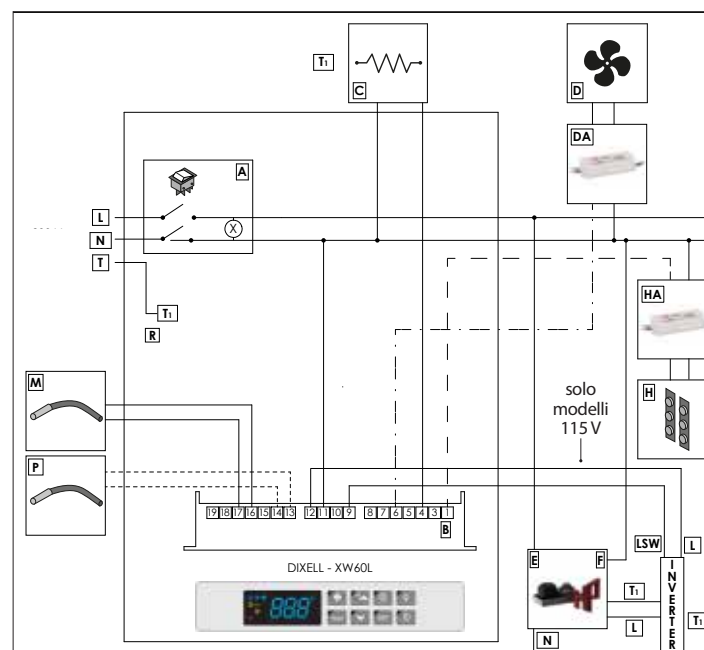 T1
C
D
DA
A
X
L
N
T
T1
R
HA
H
M
P
solo
modelli
115 V
19 18 17 16 15 14 13 12 11 10 9 8 7 6 5 4 3 1
B
DIXELL - XW60L
888
E
F
LSW
L
T1
L
T1
N
INVERTER